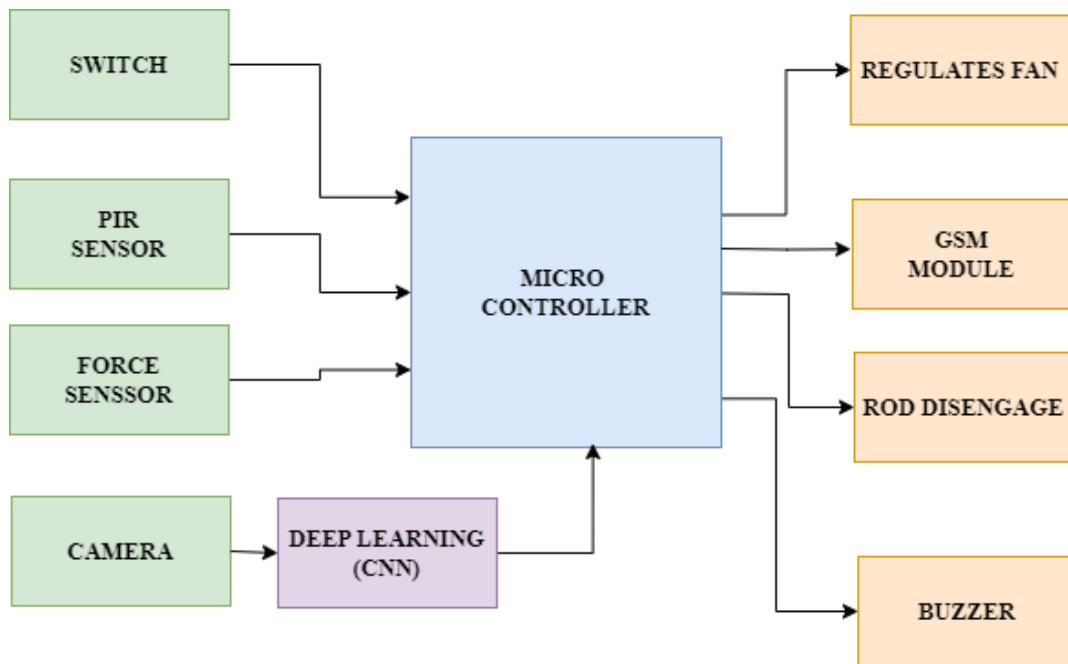 SWITCH
PIR
SENSOR
FORCE
SENSSOR
CAMERA
DEEP LEARNING
(CNN)
MICRO
CONTROLLER
REGULATES FAN
GSM
MODULE
ROD DISENGAGE
BUZZER